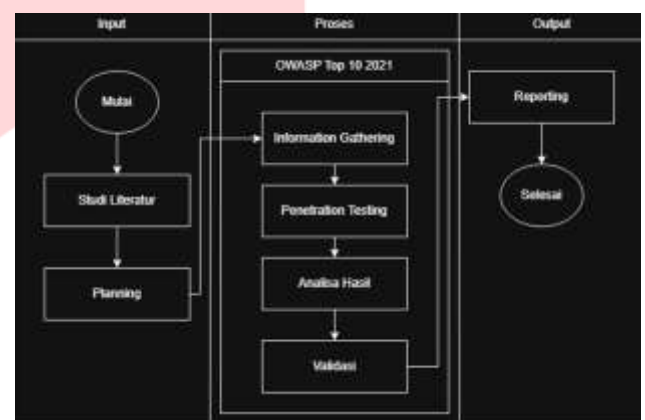 Input
Proses
Output
OWASP Top 10 2021
Mulai
Reporting
Information Gathering
Studi Literatur
Penetration Testing
Selesai
Planning
Analisa Hasil
Validasi